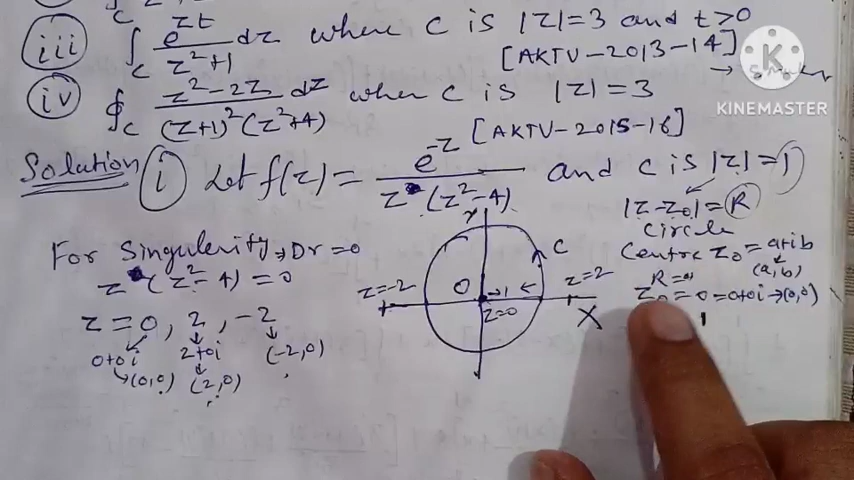 C
(iii) ∫_C e^{zt}/(z²+1) dz where c is |z|=3 and t>0
[AKTU-2013-14]
(iv) ∮_C (z²-2z)/((z+1)²(z²+4)) dz when c is |z|=3
[AKTU-2015-16]
KINEMASTER
Solution (i) Let f(z) = e^{-z}/(z(z²-4)) and c is |z|=1
|z-z₀|=R
circle
Centre z₀=a+ib
(a,b)
For Singularity, Dr=0
z(z²-4)=0
z=0, 2, -2
0+0i 2+0i (-2,0)
(0,0) (2,0)
Y
C
z=-2 O 1 z=2
z=0 X
z₀=0=0+0i→(0,0)